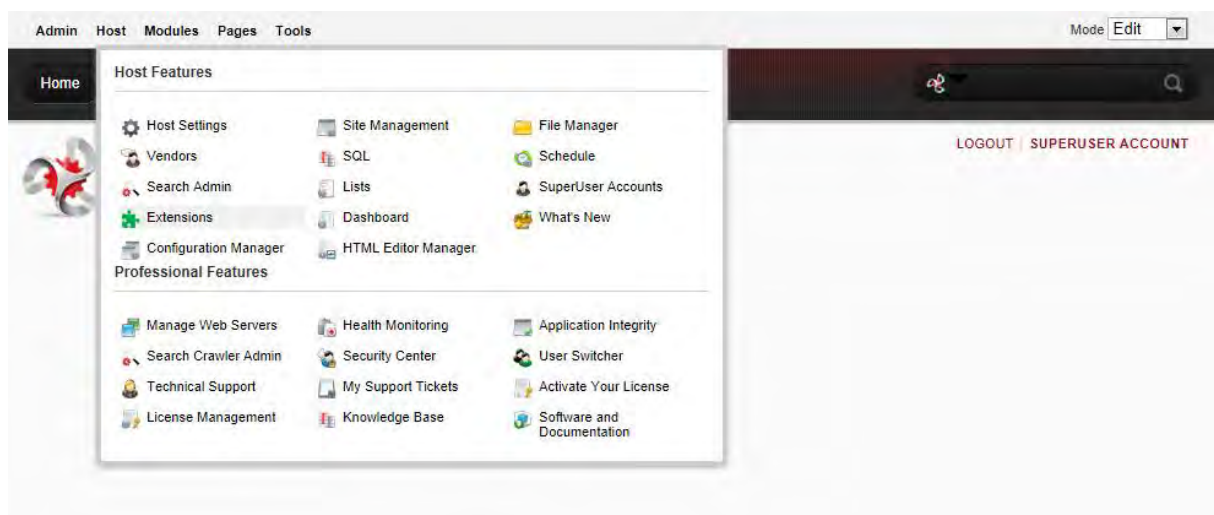 Admin Host Modules Pages Tools Mode Edit
Home
Host Features
Host Settings Site Management File Manager
Vendors SQL Schedule
Search Admin Lists SuperUser Accounts
Extensions Dashboard What's New
Configuration Manager HTML Editor Manager
Professional Features
Manage Web Servers Health Monitoring Application Integrity
Search Crawler Admin Security Center User Switcher
Technical Support My Support Tickets Activate Your License
License Management Knowledge Base Software and
Documentation
LOGOUT | SUPERUSER ACCOUNT